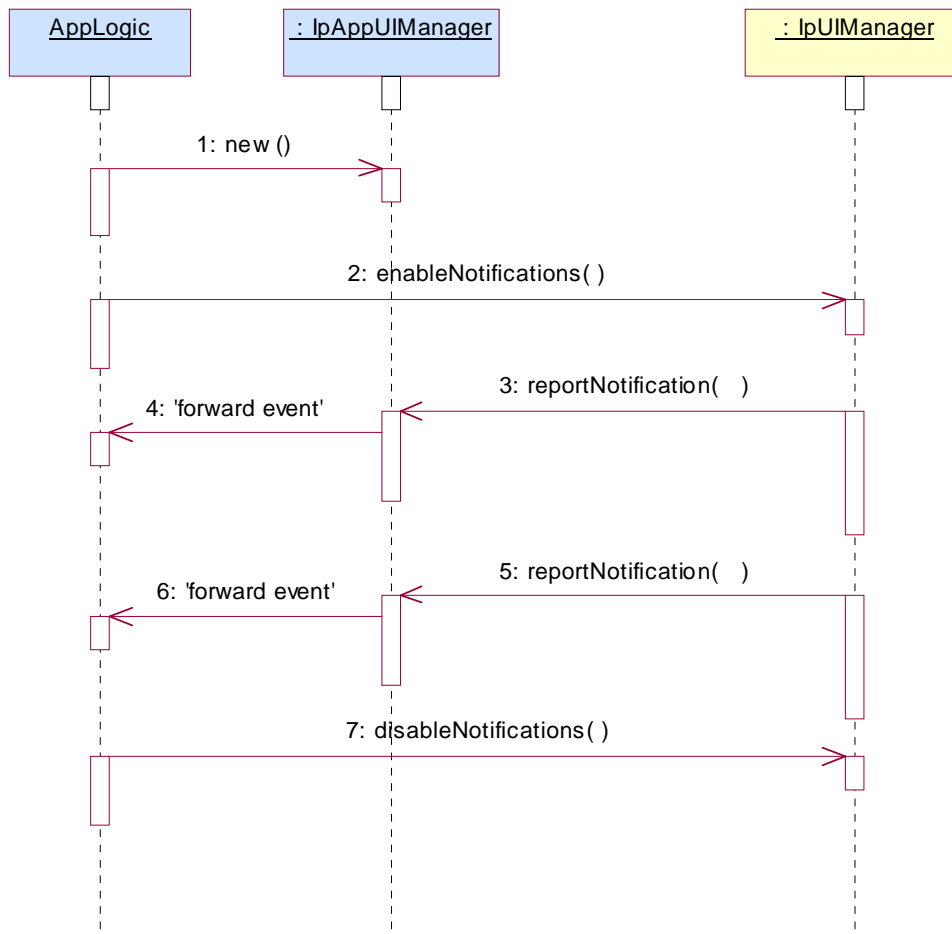 AppLogic
: IpAppUIManager
: IpUIManager
1: new ()
2: enableNotifications( )
3: reportNotification( )
4: 'forward event'
5: reportNotification( )
6: 'forward event'
7: disableNotifications( )